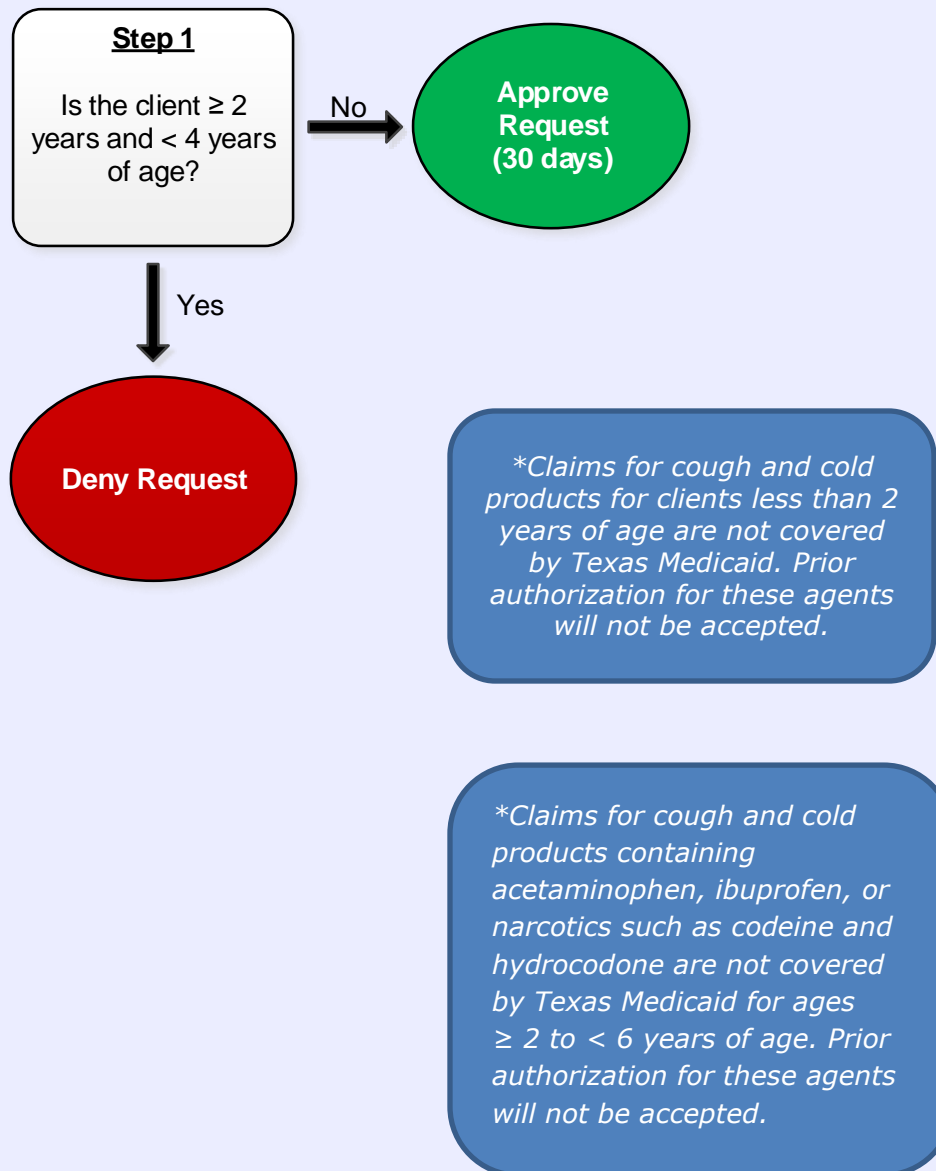 Step 1
Is the client ≥ 2
years and < 4 years
of age?
No
Approve
Request
(30 days)
Yes
Deny Request
*Claims for cough and cold
products for clients less than 2
years of age are not covered
by Texas Medicaid. Prior
authorization for these agents
will not be accepted.
*Claims for cough and cold
products containing
acetaminophen, ibuprofen, or
narcotics such as codeine and
hydrocodone are not covered
by Texas Medicaid for ages
≥ 2 to < 6 years of age. Prior
authorization for these agents
will not be accepted.